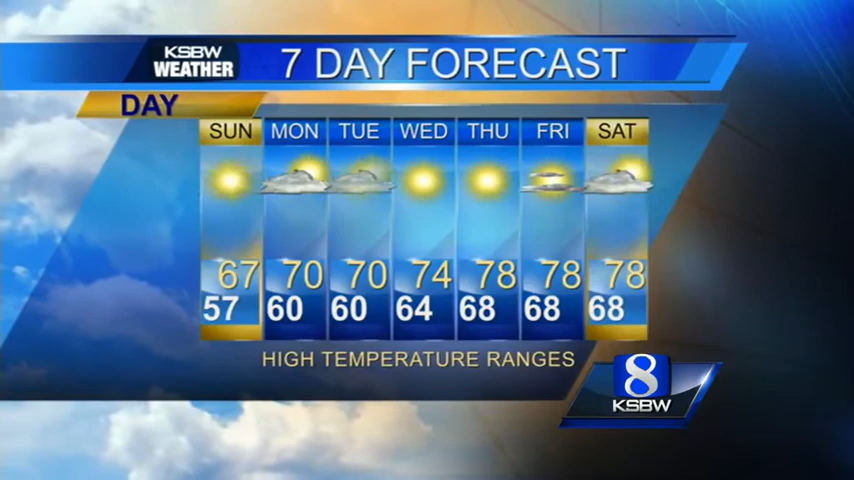 KSBW
WEATHER
7 DAY FORECAST
DAY
SUN MON TUE WED THU FRI SAT
67 70 70 74 78 78 78
57 60 60 64 68 68 68
HIGH TEMPERATURE RANGES
8
KSBW